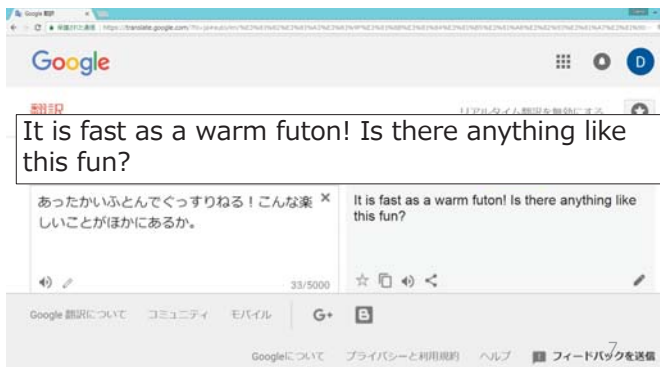 Google 翻訳
Google
D
翻訳
リアルタイム翻訳を無効にする
It is fast as a warm futon! Is there anything like
this fun?
あったかいふとんでぐっすりねる！こんな楽
しいことがほかにあるか。
It is fast as a warm futon! Is there anything like
this fun?
33/5000
Google 翻訳について コミュニティ モバイル G+ B
Googleについて プライバシーと利用規約 ヘルプ フィードバックを送信
7